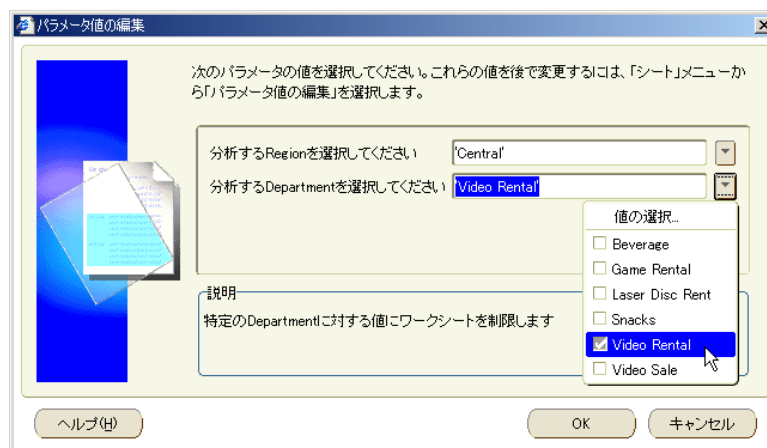 パラメータ値の編集
次のパラメータの値を選択してください。これらの値を後で変更するには、「シート」メニューか
ら「パラメータ値の編集」を選択します。
分析するRegionを選択してください 'Central'
分析するDepartmentを選択してください 'Video Rental'
値の選択...
Beverage
Game Rental
Laser Disc Rent
Snacks
Video Rental
Video Sale
説明
特定のDepartmentに対する値にワークシートを制限します
ヘルプ(H) OK キャンセル